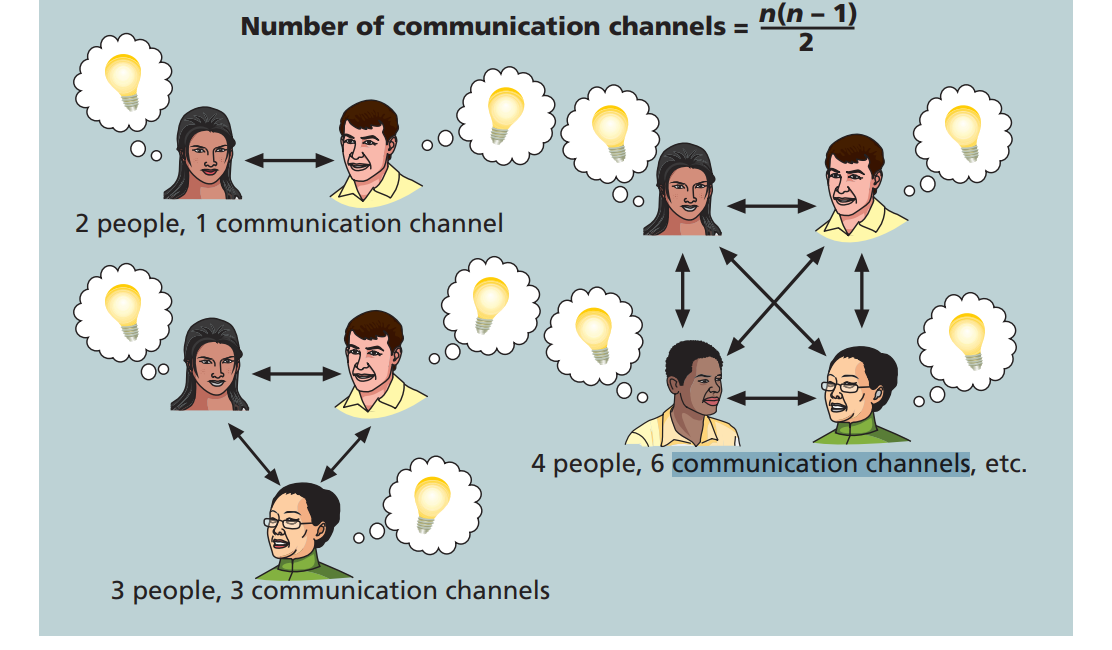 Number of communication channels = n(n – 1)/2
2 people, 1 communication channel
4 people, 6 communication channels, etc.
3 people, 3 communication channels